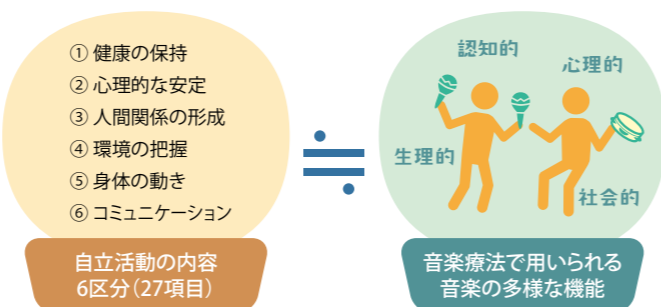 ① 健康の保持
② 心理的な安定
③ 人間関係の形成
④ 環境の把握
⑤ 身体の動き
⑥ コミュニケーション
自立活動の内容
6区分（27項目）
≒
認知的
心理的
生理的
社会的
音楽療法で用いられる
音楽の多様な機能